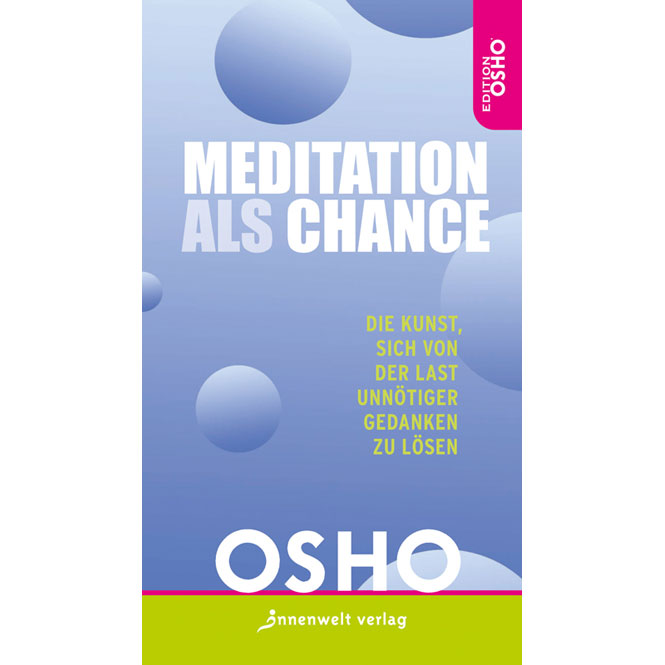 EDITION
OSHO
MEDITATION
ALS CHANCE
DIE KUNST,
SICH VON
DER LAST
UNNÖTIGER
GEDANKEN
ZU LÖSEN
OSHO
innenwelt verlag